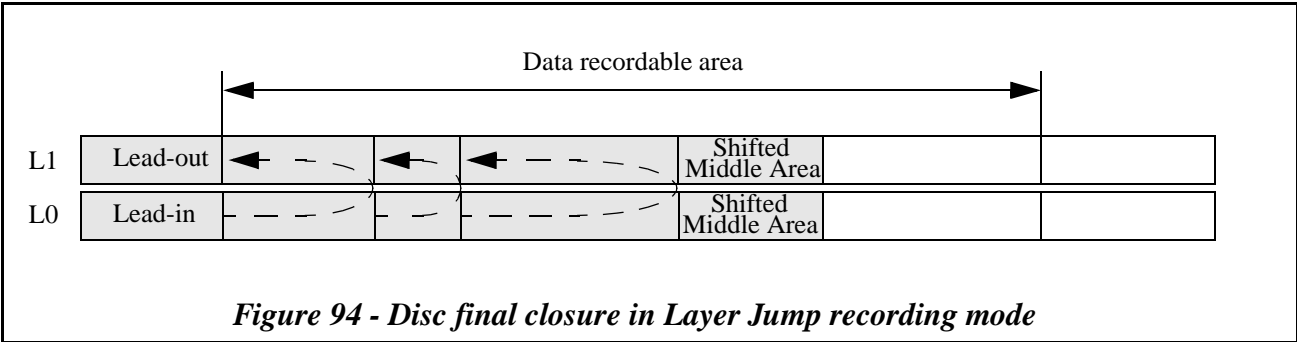 Data recordable area
L1
Lead-out
Shifted
Middle Area
L0
Lead-in
Shifted
Middle Area
Figure 94 - Disc final closure in Layer Jump recording mode